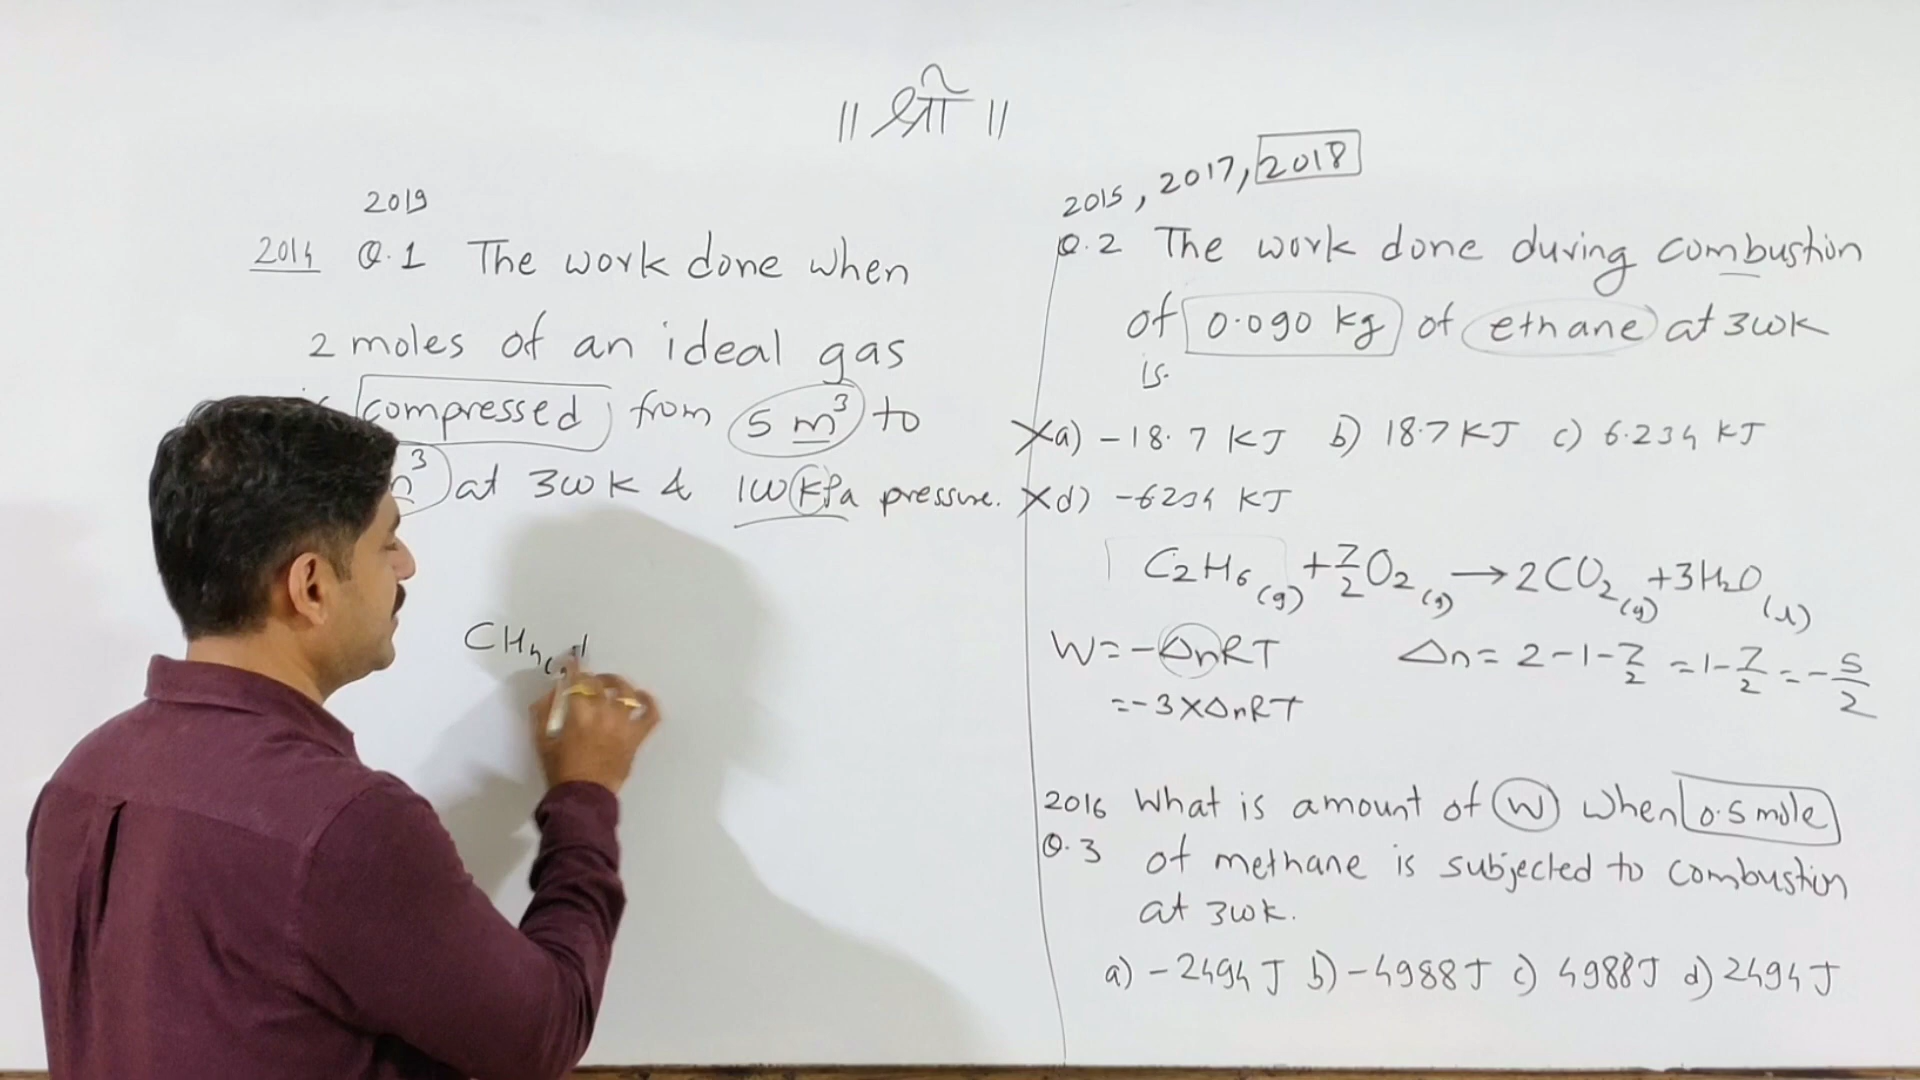 ॥ श्री ॥
2019
2014 Q.1 The work done when
2 moles of an ideal gas
compressed from 5 m³ to
m³ at 300 K & 100 kPa pressure.
CH4(g) +
2015, 2017, 2018
Q.2 The work done during combustion
of 0.090 kg of ethane at 300K
is.
a) -18.7 KJ b) 18.7 KJ c) 6.234 KJ
d) -6234 KJ
C2H6(g) + 7/2 O2(g) → 2CO2(g) + 3H2O(l)
W = -ΔnRT Δn = 2-1-7/2 = 1-7/2 = -5/2
= -3 × ΔnRT
2016 What is amount of W when 0.5 mole
Q.3 of methane is subjected to combustion
at 300K.
a) -2494 J b) -4988 J c) 4988 J d) 2494 J